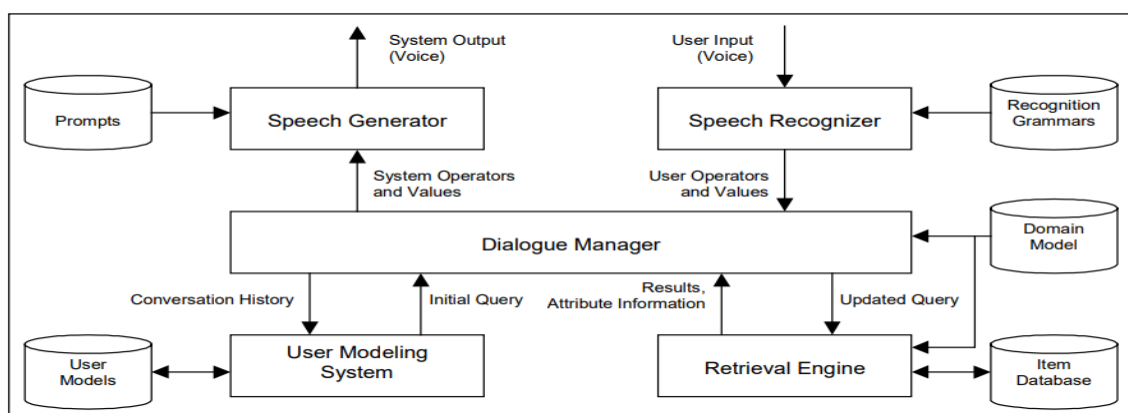 System Output
(Voice)
User Input
(Voice)
Prompts
Speech Generator
Speech Recognizer
Recognition
Grammars
System Operators
and Values
User Operators
and Values
Dialogue Manager
Domain
Model
Conversation History
Initial Query
Results,
Attribute Information
Updated Query
User
Models
User Modeling
System
Retrieval Engine
Item
Database